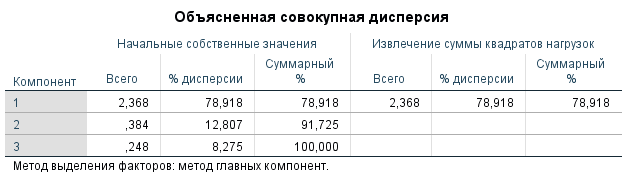 Объясненная совокупная дисперсия
Начальные собственные значения Извлечение суммы квадратов нагрузок
Компонент Всего % дисперсии Суммарный % Всего % дисперсии Суммарный %
1 2,368 78,918 78,918 2,368 78,918 78,918
2 ,384 12,807 91,725
3 ,248 8,275 100,000
Метод выделения факторов: метод главных компонент.